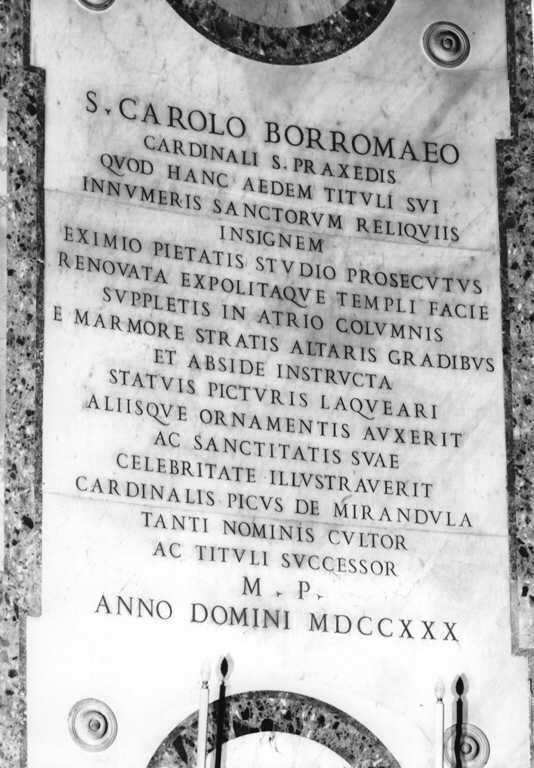 S. CAROLO BORROMAEO
CARDINALI S. PRAXEDIS
QVOD HANC AEDEM TITVLI SVI
INNVMERIS SANCTORVM RELIQVIIS
INSIGNEM
EXIMIO PIETATIS STVDIO PROSECVTVS
RENOVATA EXPOLITAQVE TEMPLI FACIE
SVPPLETIS IN ATRIO COLVMNIS
E MARMORE STRATIS ALTARIS GRADIBVS
ET ABSIDE INSTRVCTA
STATVIS PICTVRIS LAQVEARI
ALIISQVE ORNAMENTIS AVXERIT
AC SANCTITATIS SVAE
CELEBRITATE ILLVSTRAVERIT
CARDINALIS PICVS DE MIRANDVLA
TANTI NOMINIS CVLTOR
AC TITVLI SVCCESSOR
M. P.
ANNO DOMINI MDCCXXX